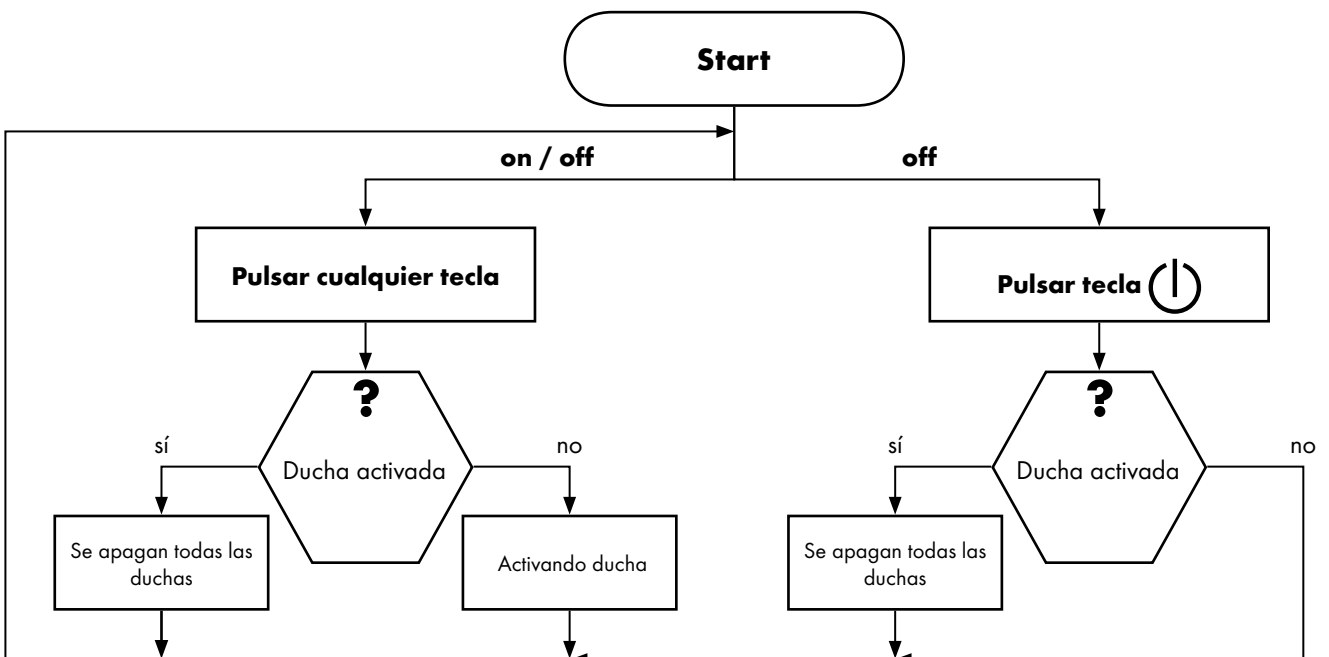 Start
on / off
off
Pulsar cualquier tecla
Pulsar tecla
?
?
sí
no
sí
no
Ducha activada
Ducha activada
Se apagan todas las
duchas
Activando ducha
Se apagan todas las
duchas